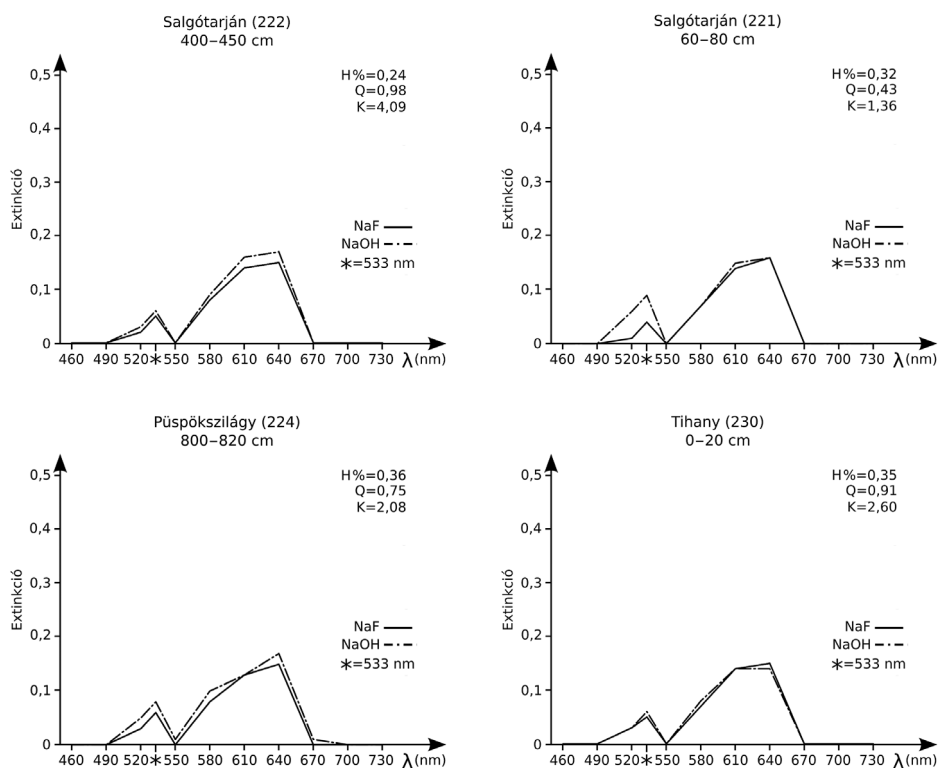 Salgótarján (222)
400–450 cm
H%=0,24
Q=0,98
K=4,09
Extinkció
0,5
0,4
0,3
0,2
0,1
0
NaF
NaOH
*=533 nm
460 490 520 * 550 580 610 640 670 700 730 λ(nm)
Salgótarján (221)
60–80 cm
H%=0,32
Q=0,43
K=1,36
Extinkció
0,5
0,4
0,3
0,2
0,1
0
NaF
NaOH
*=533 nm
460 490 520 * 550 580 610 640 670 700 730 λ(nm)
Püspökszilágy (224)
800–820 cm
H%=0,36
Q=0,75
K=2,08
Extinkció
0,5
0,4
0,3
0,2
0,1
0
NaF
NaOH
*=533 nm
460 490 520 * 550 580 610 640 670 700 730 λ(nm)
Tihany (230)
0–20 cm
H%=0,35
Q=0,91
K=2,60
Extinkció
0,5
0,4
0,3
0,2
0,1
0
NaF
NaOH
*=533 nm
460 490 520 * 550 580 610 640 670 700 730 λ(nm)